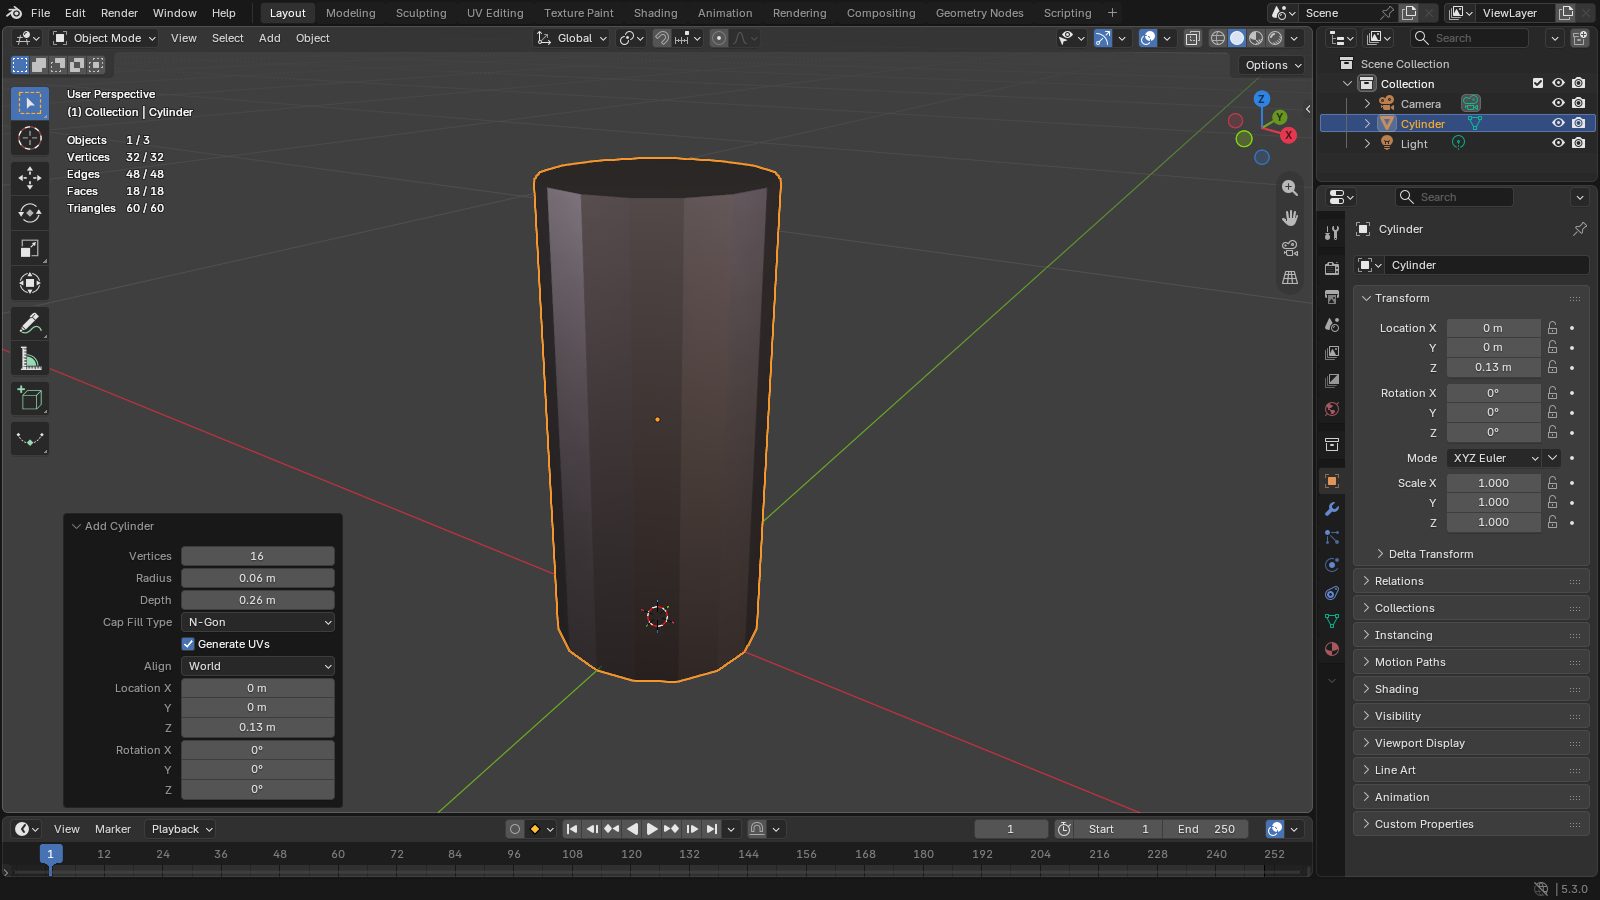 File Edit Render Window Help Layout Modeling Sculpting UV Editing Texture Paint Shading Animation Rendering Compositing Geometry Nodes Scripting Scene ViewLayer
Object Mode View Select Add Object Global
Options
User Perspective
(1) Collection | Cylinder
Objects 1 / 3
Vertices 32 / 32
Edges 48 / 48
Faces 18 / 18
Triangles 60 / 60
Z
Y
X
Add Cylinder
Vertices 16
Radius 0.06 m
Depth 0.26 m
Cap Fill Type N-Gon
Generate UVs
Align World
Location X 0 m
Y 0 m
Z 0.13 m
Rotation X 0°
Y 0°
Z 0°
Search
Scene Collection
Collection
Camera
Cylinder
Light
Search
Cylinder
Cylinder
Transform
Location X 0 m
Y 0 m
Z 0.13 m
Rotation X 0°
Y 0°
Z 0°
Mode XYZ Euler
Scale X 1.000
Y 1.000
Z 1.000
Delta Transform
Relations
Collections
Instancing
Motion Paths
Shading
Visibility
Viewport Display
Line Art
Animation
Custom Properties
View Marker Playback 1 Start 1 End 250
1 12 24 36 48 60 72 84 96 108 120 132 144 156 168 180 192 204 216 228 240 252
5.3.0